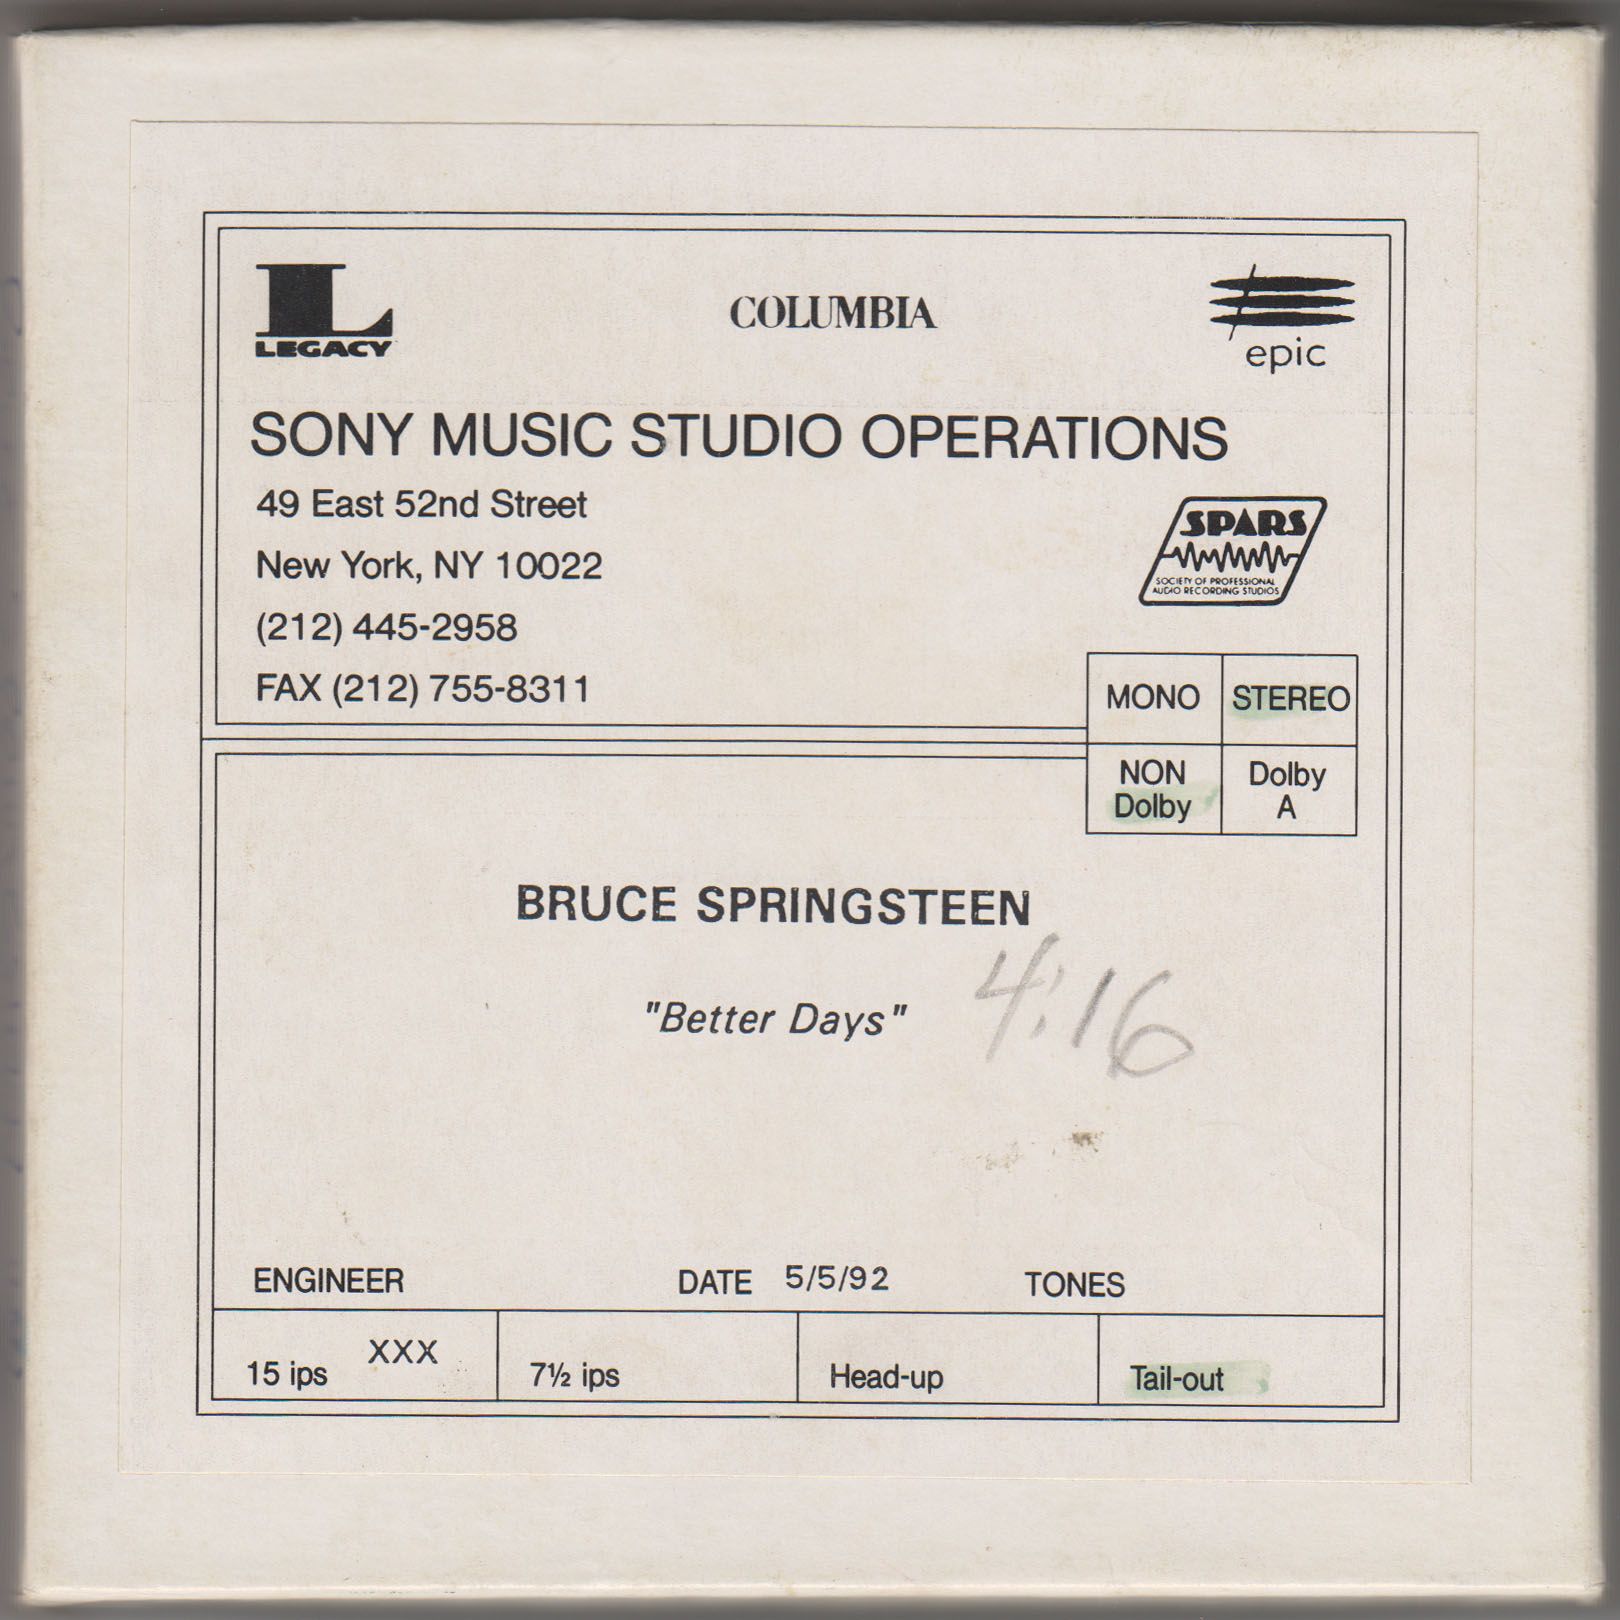 L
LEGACY
COLUMBIA
epic
SONY MUSIC STUDIO OPERATIONS
49 East 52nd Street
New York, NY 10022
(212) 445-2958
FAX (212) 755-8311
SPARS
SOCIETY OF PROFESSIONAL
AUDIO RECORDING STUDIOS
MONO STEREO
NON Dolby
Dolby A
BRUCE SPRINGSTEEN
"Better Days" 4:16
ENGINEER DATE 5/5/92 TONES
15 ips XXX 7½ ips Head-up Tail-out